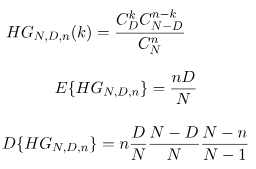 $HG_{N,D,n}(k) = \frac{C_D^k C_{N-D}^{n-k}}{C_N^n}$
$E\{HG_{N,D,n}\} = \frac{nD}{N}$
$D\{HG_{N,D,n}\} = n\frac{D}{N}\frac{N-D}{N}\frac{N-n}{N-1}$